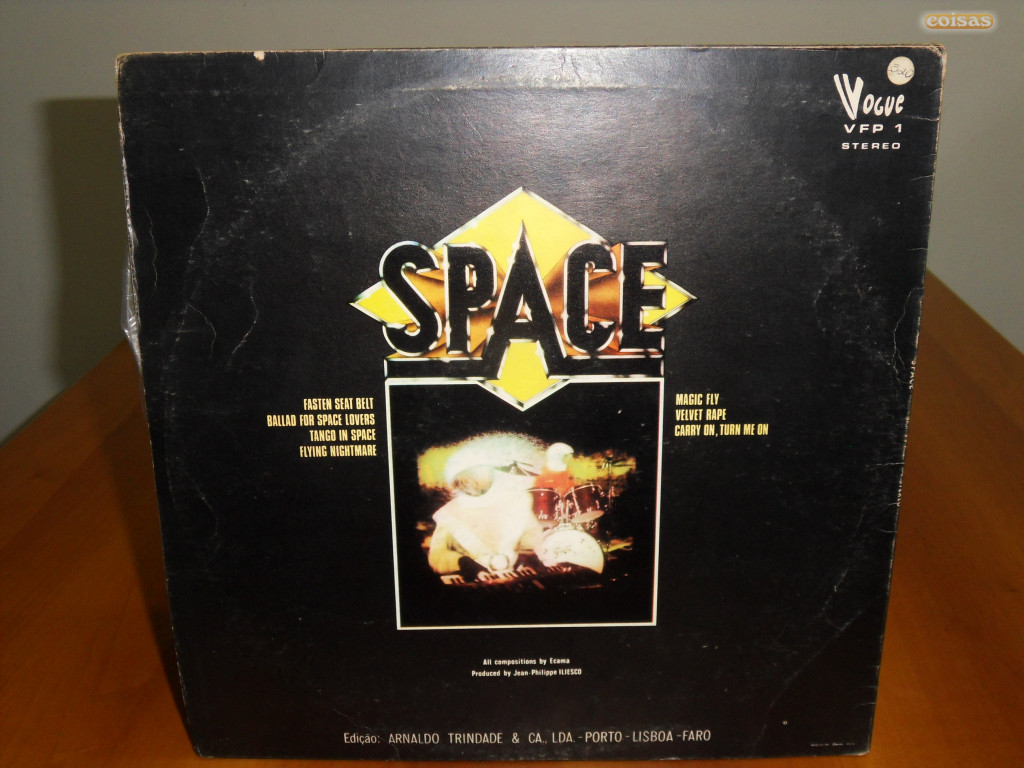 coisas
VOGUE
VFP 1
STEREO
SPACE
FASTEN SEAT BELT
BALLAD FOR SPACE LOVERS
TANGO IN SPACE
FLYING NIGHTMARE
MAGIC FLY
VELVET RAPE
CARRY ON, TURN ME ON
All compositions by Ecama
Produced by Jean-Philippe ILIESCO
Edição: ARNALDO TRINDADE & CA., LDA. - PORTO - LISBOA - FARO